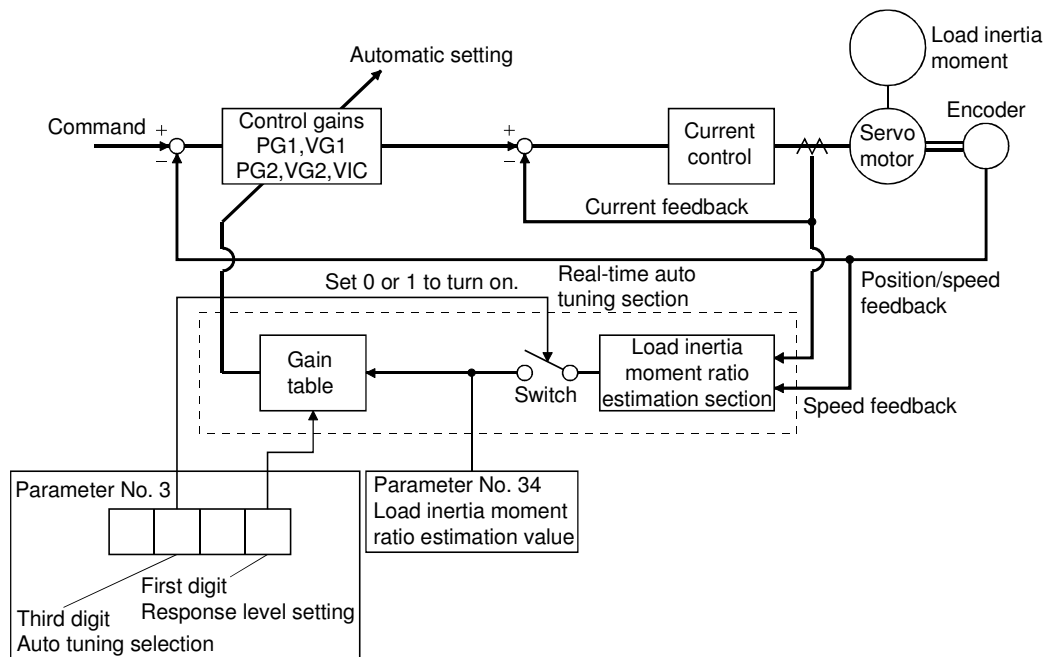 Load inertia
moment
Automatic setting
Encoder
Command
+
−
Control gains
PG1,VG1
PG2,VG2,VIC
+
−
Current
control
Servo
motor
Current feedback
Set 0 or 1 to turn on.
Real-time auto
tuning section
Position/speed
feedback
Gain
table
Switch
Load inertia
moment ratio
estimation section
Speed feedback
Parameter No. 3
Parameter No. 34
Load inertia moment
ratio estimation value
First digit
Response level setting
Third digit
Auto tuning selection